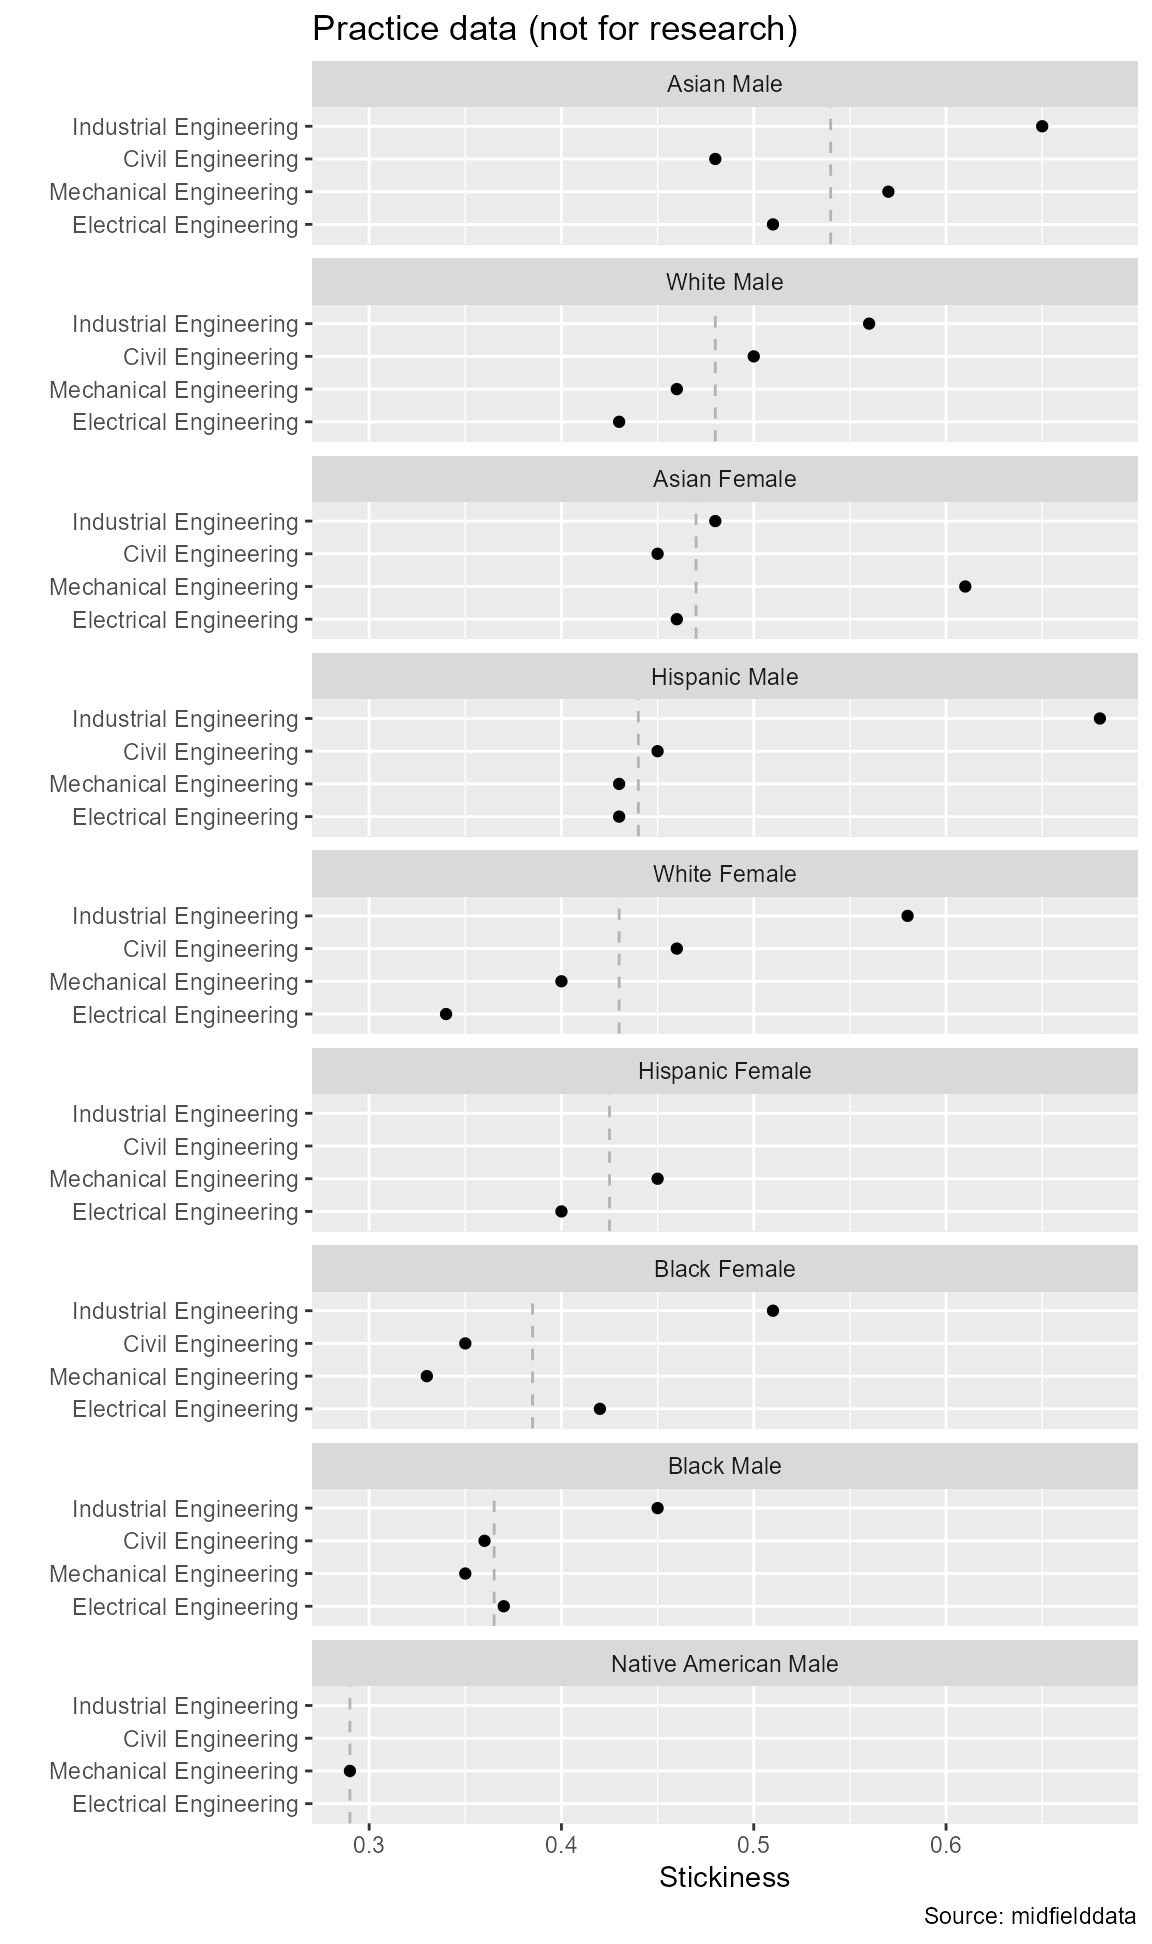 Practice data (not for research)
Asian Male
Industrial Engineering
Civil Engineering
Mechanical Engineering
Electrical Engineering
White Male
Industrial Engineering
Civil Engineering
Mechanical Engineering
Electrical Engineering
Asian Female
Industrial Engineering
Civil Engineering
Mechanical Engineering
Electrical Engineering
Hispanic Male
Industrial Engineering
Civil Engineering
Mechanical Engineering
Electrical Engineering
White Female
Industrial Engineering
Civil Engineering
Mechanical Engineering
Electrical Engineering
Hispanic Female
Industrial Engineering
Civil Engineering
Mechanical Engineering
Electrical Engineering
Black Female
Industrial Engineering
Civil Engineering
Mechanical Engineering
Electrical Engineering
Black Male
Industrial Engineering
Civil Engineering
Mechanical Engineering
Electrical Engineering
Native American Male
Industrial Engineering
Civil Engineering
Mechanical Engineering
Electrical Engineering
0.3 0.4 0.5 0.6
Stickiness
Source: midfielddata